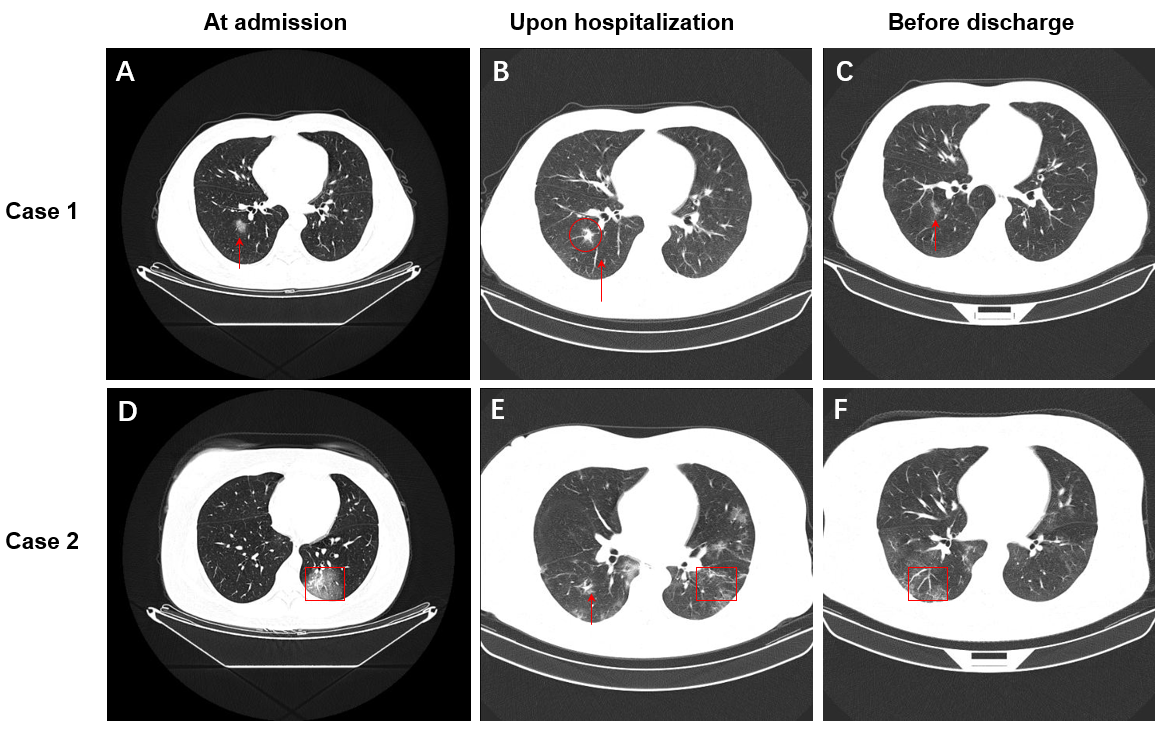 At admission
Upon hospitalization
Before discharge
Case 1
A
B
C
Case 2
D
E
F